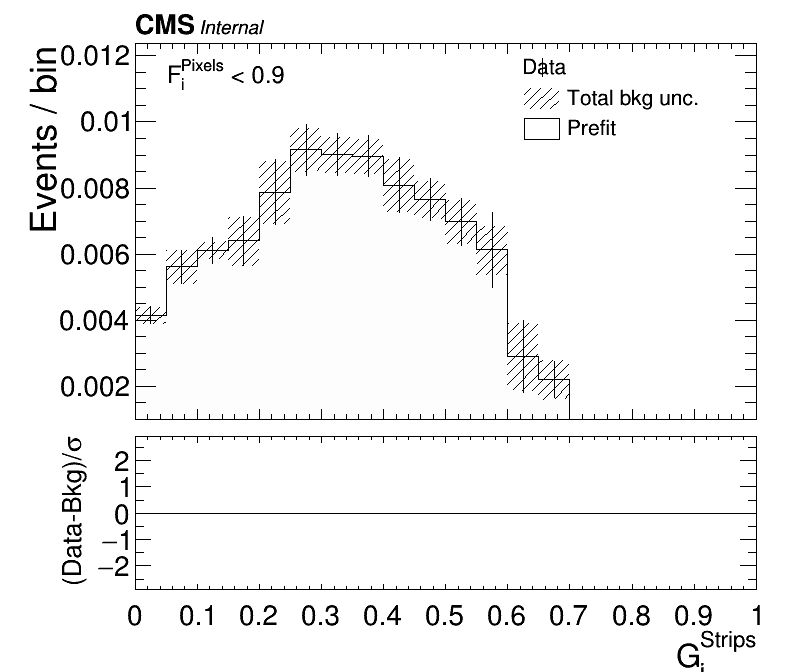 CMS Internal
F_i^Pixels < 0.9
Data
Total bkg unc.
Prefit
Events / bin
0.012
0.01
0.008
0.006
0.004
0.002
(Data-Bkg)/σ
2
1
0
−1
−2
0 0.1 0.2 0.3 0.4 0.5 0.6 0.7 0.8 0.9 1
G_i^Strips